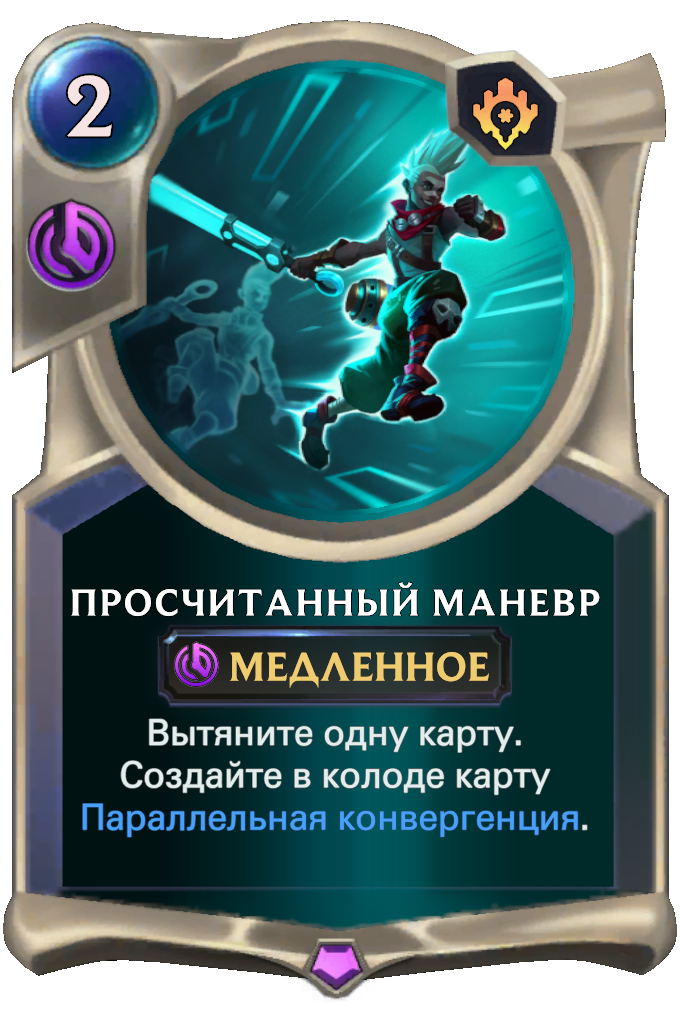 2
ПРОСЧИТАННЫЙ МАНЕВР
МЕДЛЕННОЕ
Вытяните одну карту.
Создайте в колоде карту
Параллельная конвергенция.